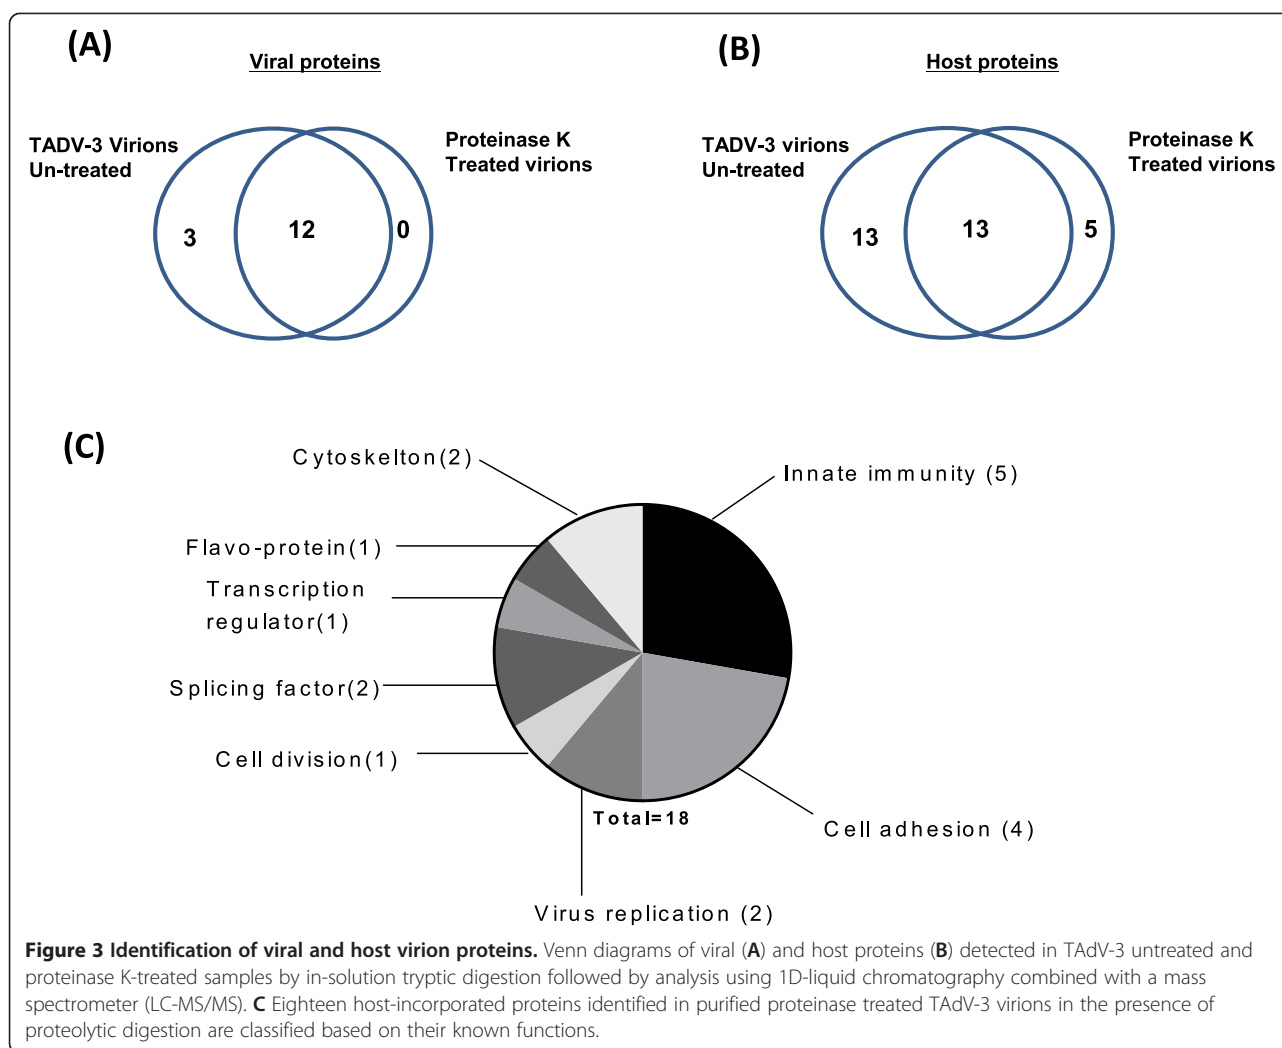 (A)
Viral proteins
TADV-3 Virions
Un-treated
Proteinase K
Treated virions
3
12
0
(B)
Host proteins
TADV-3 virions
Un-treated
Proteinase K
Treated virions
13
13
5
(C)
Cytoskelton(2)
Innate immunity (5)
Flavo-protein(1)
Transcription
regulator(1)
Splicing factor(2)
Cell division(1)
Total=18
Cell adhesion (4)
Virus replication (2)
Figure 3 Identification of viral and host virion proteins. Venn diagrams of viral (A) and host proteins (B) detected in TAdV-3 untreated and
proteinase K-treated samples by in-solution tryptic digestion followed by analysis using 1D-liquid chromatography combined with a mass
spectrometer (LC-MS/MS). C Eighteen host-incorporated proteins identified in purified proteinase treated TAdV-3 virions in the presence of
proteolytic digestion are classified based on their known functions.